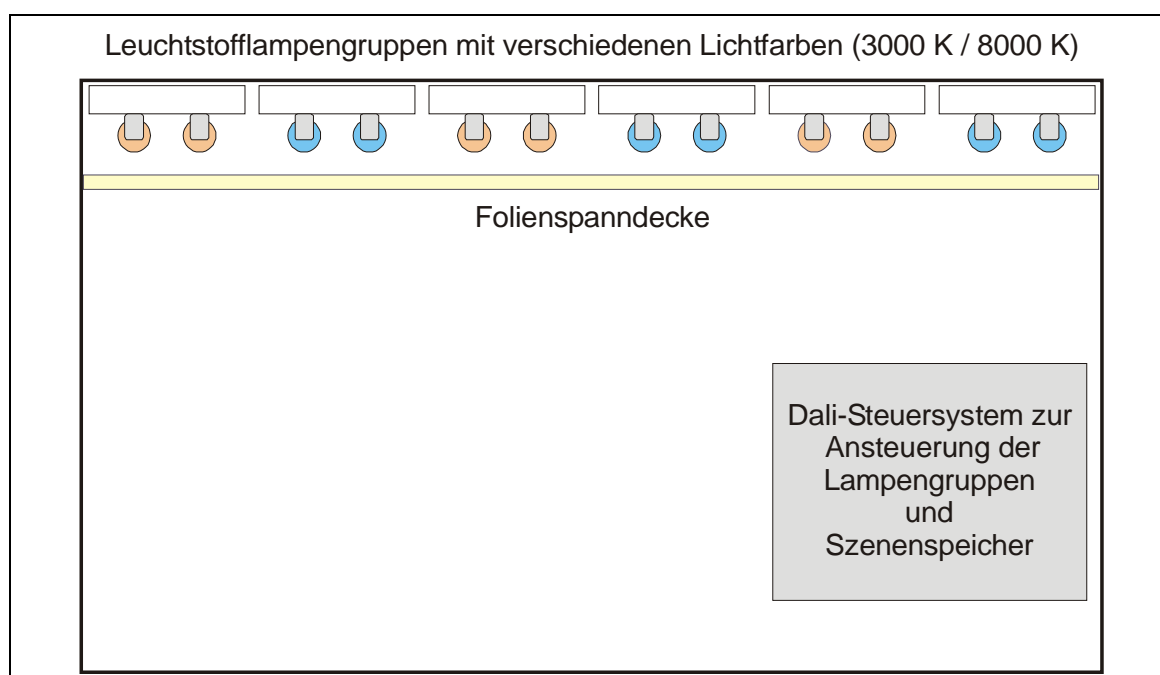 Leuchtstofflampengruppen mit verschiedenen Lichtfarben (3000 K / 8000 K)
Folienspanndecke
Dali-Steuersystem zur
Ansteuerung der
Lampengruppen
und
Szenenspeicher